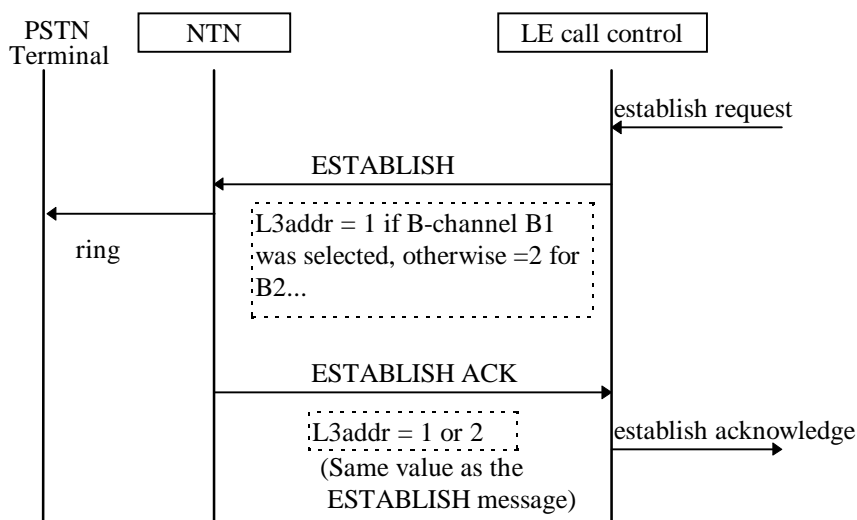 PSTN
Terminal
NTN
LE call control
establish request
ESTABLISH
L3addr = 1 if B-channel B1
was selected, otherwise =2 for
B2...
ring
ESTABLISH ACK
L3addr = 1 or 2
(Same value as the
ESTABLISH message)
establish acknowledge